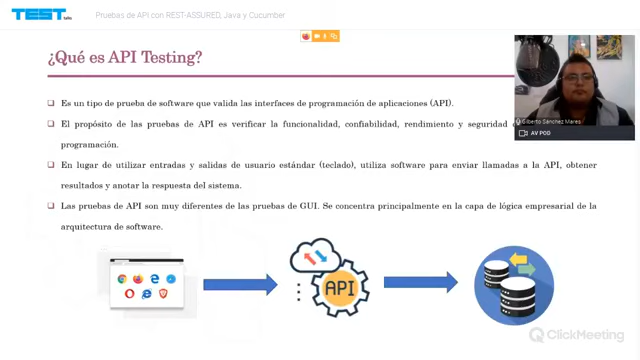 TEST talks
Pruebas de API con REST-ASSURED, Java y Cucumber
¿Qué es API Testing?
Es un tipo de prueba de software que valida las interfaces de programación de aplicaciones (API).
El propósito de las pruebas de API es verificar la funcionalidad, confiabilidad, rendimiento y seguridad
programación.
En lugar de utilizar entradas y salidas de usuario estándar (teclado), utiliza software para enviar llamadas a la API, obtener
resultados y anotar la respuesta del sistema.
Las pruebas de API son muy diferentes de las pruebas de GUI. Se concentra principalmente en la capa de lógica empresarial de la
arquitectura de software.
Gilberto Sánchez Mares
AV POD
API
ClickMeeting